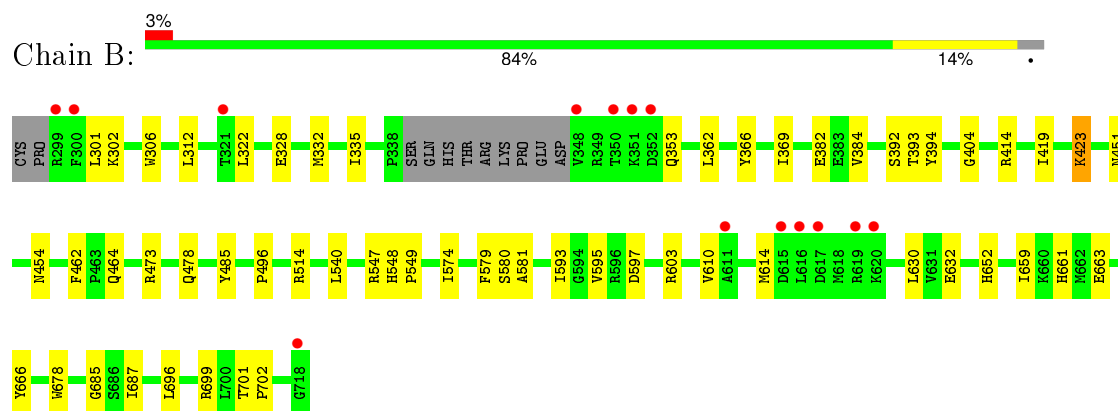 3%
Chain B:
84%
14%
•
CYS PRO R299 F300 L301 K302 W306 L312 T321 L322 E328 M332 I335 P338 SER GLN HIS THR ARG LYS PRO GLU ASP V348 R349 T350 K351 D352 Q353 L362 Y366 I369 E382 E383 V384 S392 T393 Y394 G404 R414 I419 K423 N451
N454 F462 P463 Q464 R473 Q478 Y485 P496 R514 L540 R547 H548 P549 I574 F579 S580 A581 I593 G594 V595 R596 D597 R603 V610 A611 M614 D615 L616 D617 M618 R619 K620 L630 V631 E632 H652 I659 K660 H661 M662 E663
Y666 W678 G685 S686 I687 L696 R699 L700 T701 P702 G718